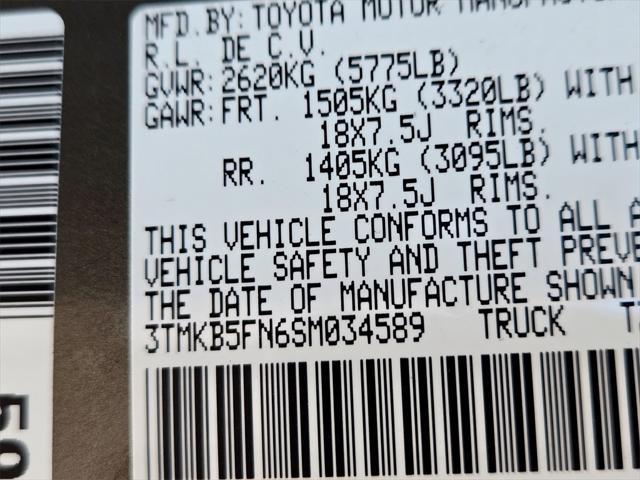 MFD.BY: TOYOTA MOTOR
R.L. DE C.V.
GVWR: 2620KG (5775LB)
GAWR: FRT. 1505KG (3320LB) WITH
18X7.5J RIMS.
RR. 1405KG (3095LB) WITH
18X7.5J RIMS.
THIS VEHICLE CONFORMS TO ALL
VEHICLE SAFETY AND THEFT
THE DATE OF MANUFACTURE SHOWN
3TMKB5FN6SM034589 TRUCK